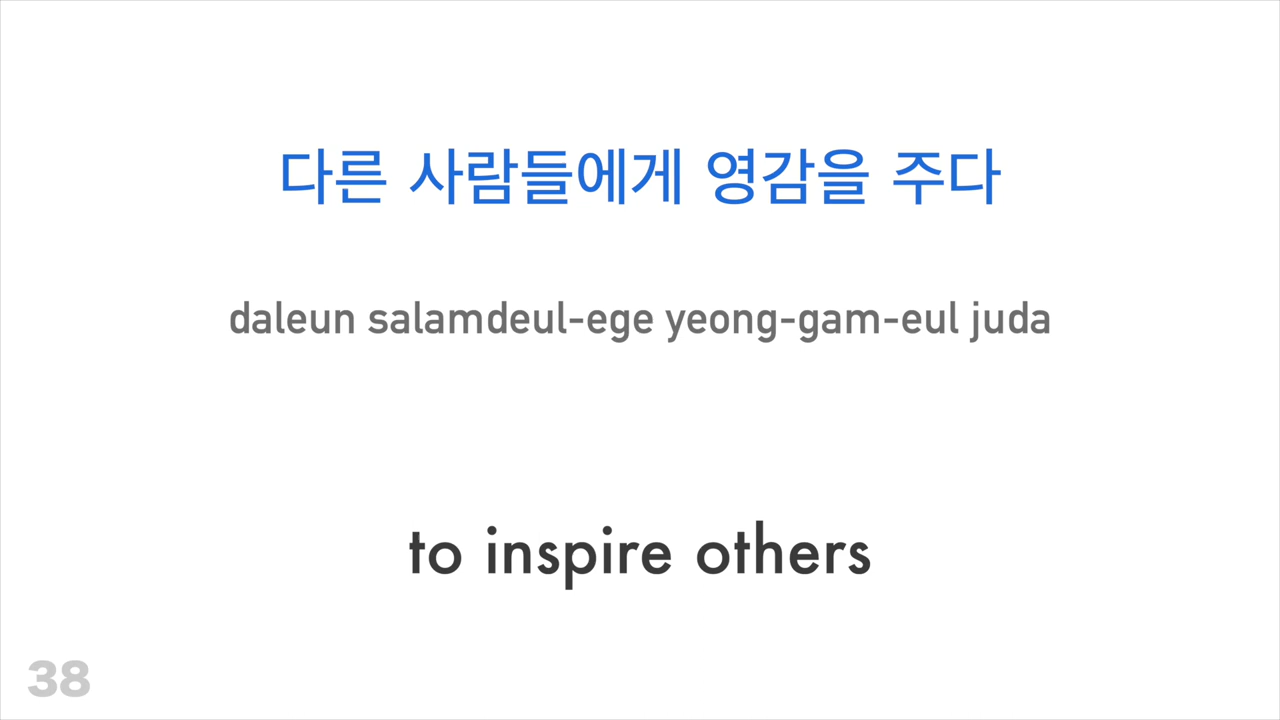 다른 사람들에게 영감을 주다
daleun salamdeul-ege yeong-gam-eul juda
to inspire others
38